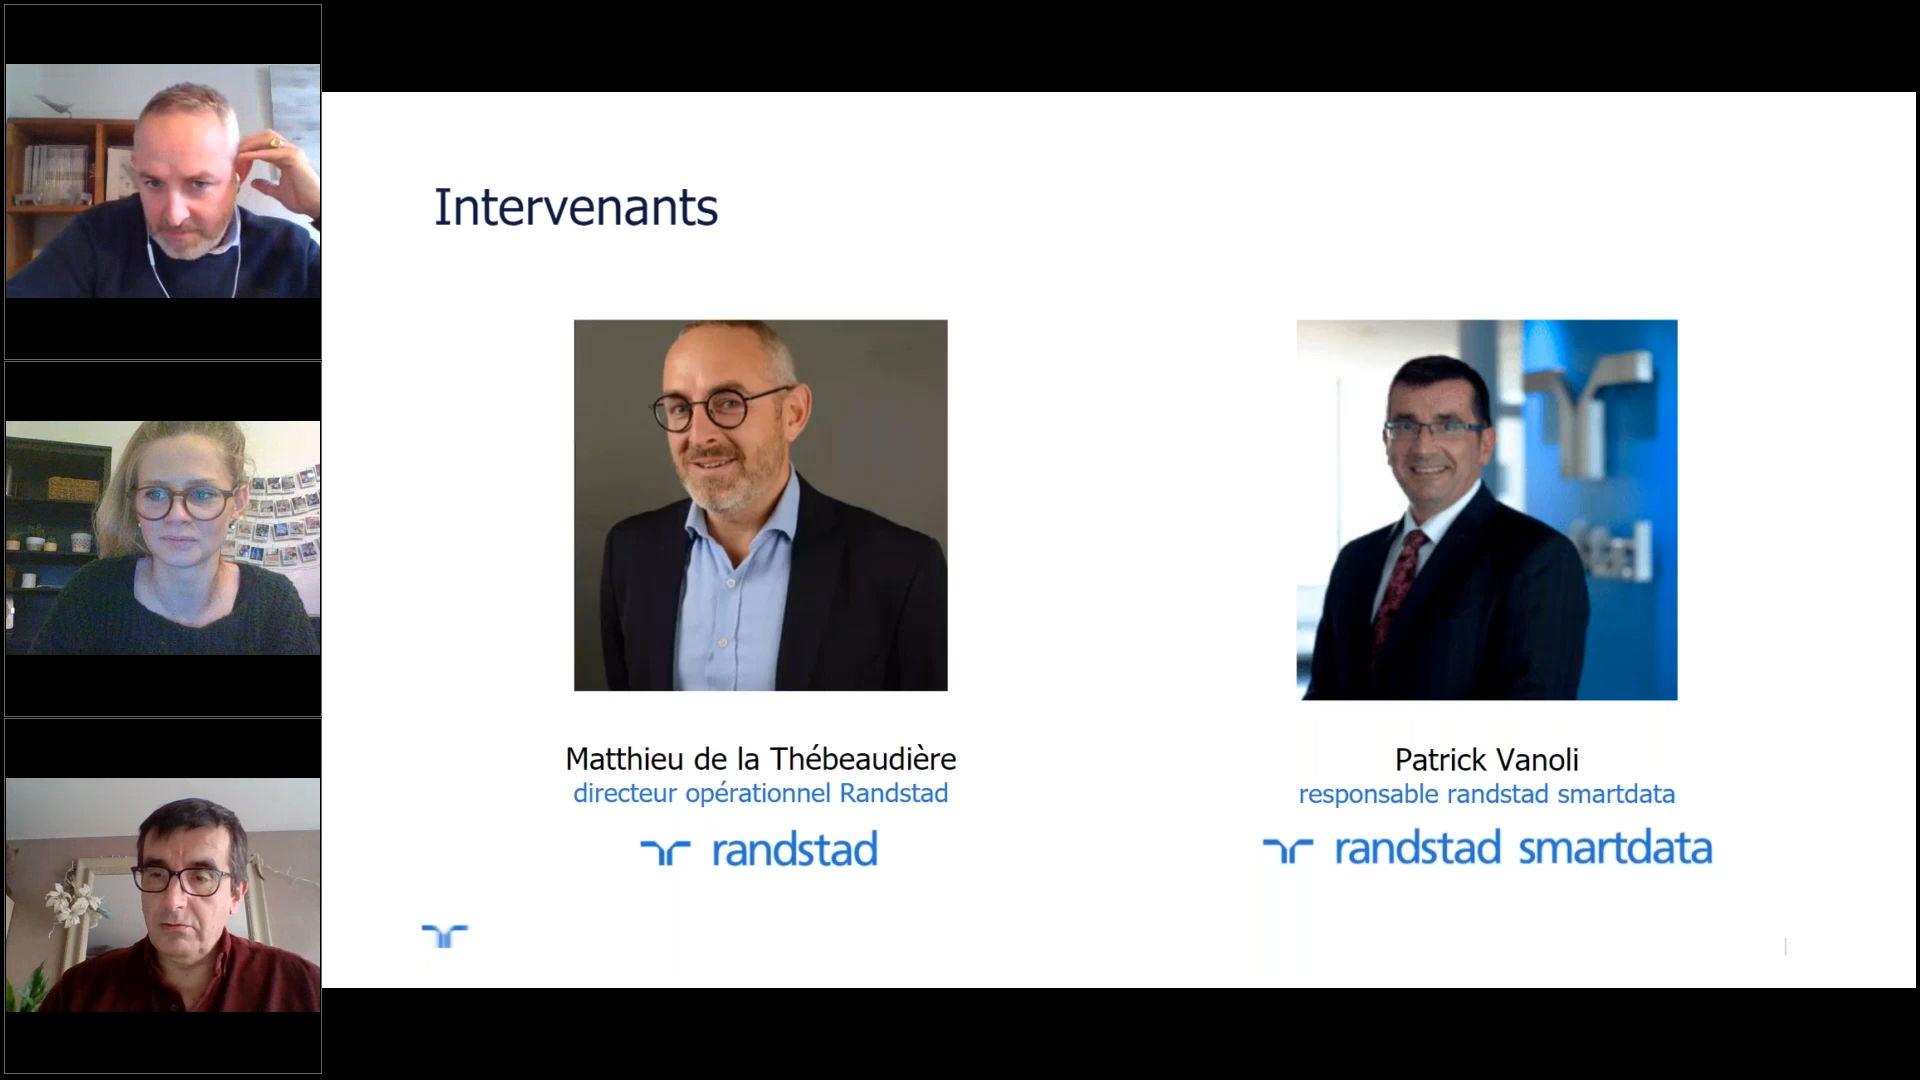 Intervenants
Matthieu de la Thébeaudière
directeur opérationnel Randstad
randstad
Patrick Vanoli
responsable randstad smartdata
randstad smartdata